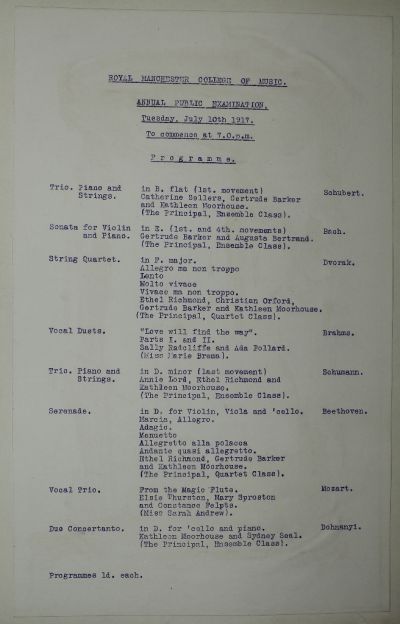 ROYAL MANCHESTER COLLEGE OF MUSIC.
ANNUAL PUBLIC EXAMINATION.
Tuesday, July 10th 1917.
To commence at 7.0.p.m.
Programme.
Trio. Piano and Strings. in B. flat (1st. movement) Schubert.
Catherine Sellers, Gertrude Barker
and Kathleen Moorhouse.
(The Principal, Ensemble Class).
Sonata for Violin and Piano. in E. (1st. and 4th. movements) Bach.
Gertrude Barker and Augusta Bertrand.
(The Principal, Ensemble Class).
String Quartet. in F. major. Dvorak.
Allegro ma non troppo
Lento
Molto vivace
Vivace ma non troppo.
Ethel Richmond, Christian Orford,
Gertrude Barker and Kathleen Moorhouse.
(The Principal, Quartet Class).
Vocal Duets. "Love will find the way". Brahms.
Parts I. and II.
Sally Radcliffe and Ada Pollard.
(Miss Marie Brema).
Trio. Piano and Strings. in D. minor (last movement) Schumann.
Annie Lord, Ethel Richmond and
Kathleen Moorhouse.
(The Principal, Ensemble Class).
Serenade. in D. for Violin, Viola and 'cello. Beethoven.
Marcia, Allegro.
Adagio.
Menuetto
Allegretto alla polacca
Andante quasi allegretto.
Ethel Richmond, Gertrude Barker
and Kathleen Moorhouse.
(The Principal, Quartet Class).
Vocal Trio. From the Magic Flute. Mozart.
Elsie Thurston, Mary Sproston
and Constance Felpts.
(Miss Sarah Andrew).
Duo Concertante. in D. for 'cello and piano. Dohnanyi.
Kathleen Moorhouse and Sydney Seal.
(The Principal, Ensemble Class).
Programmes 1d. each.